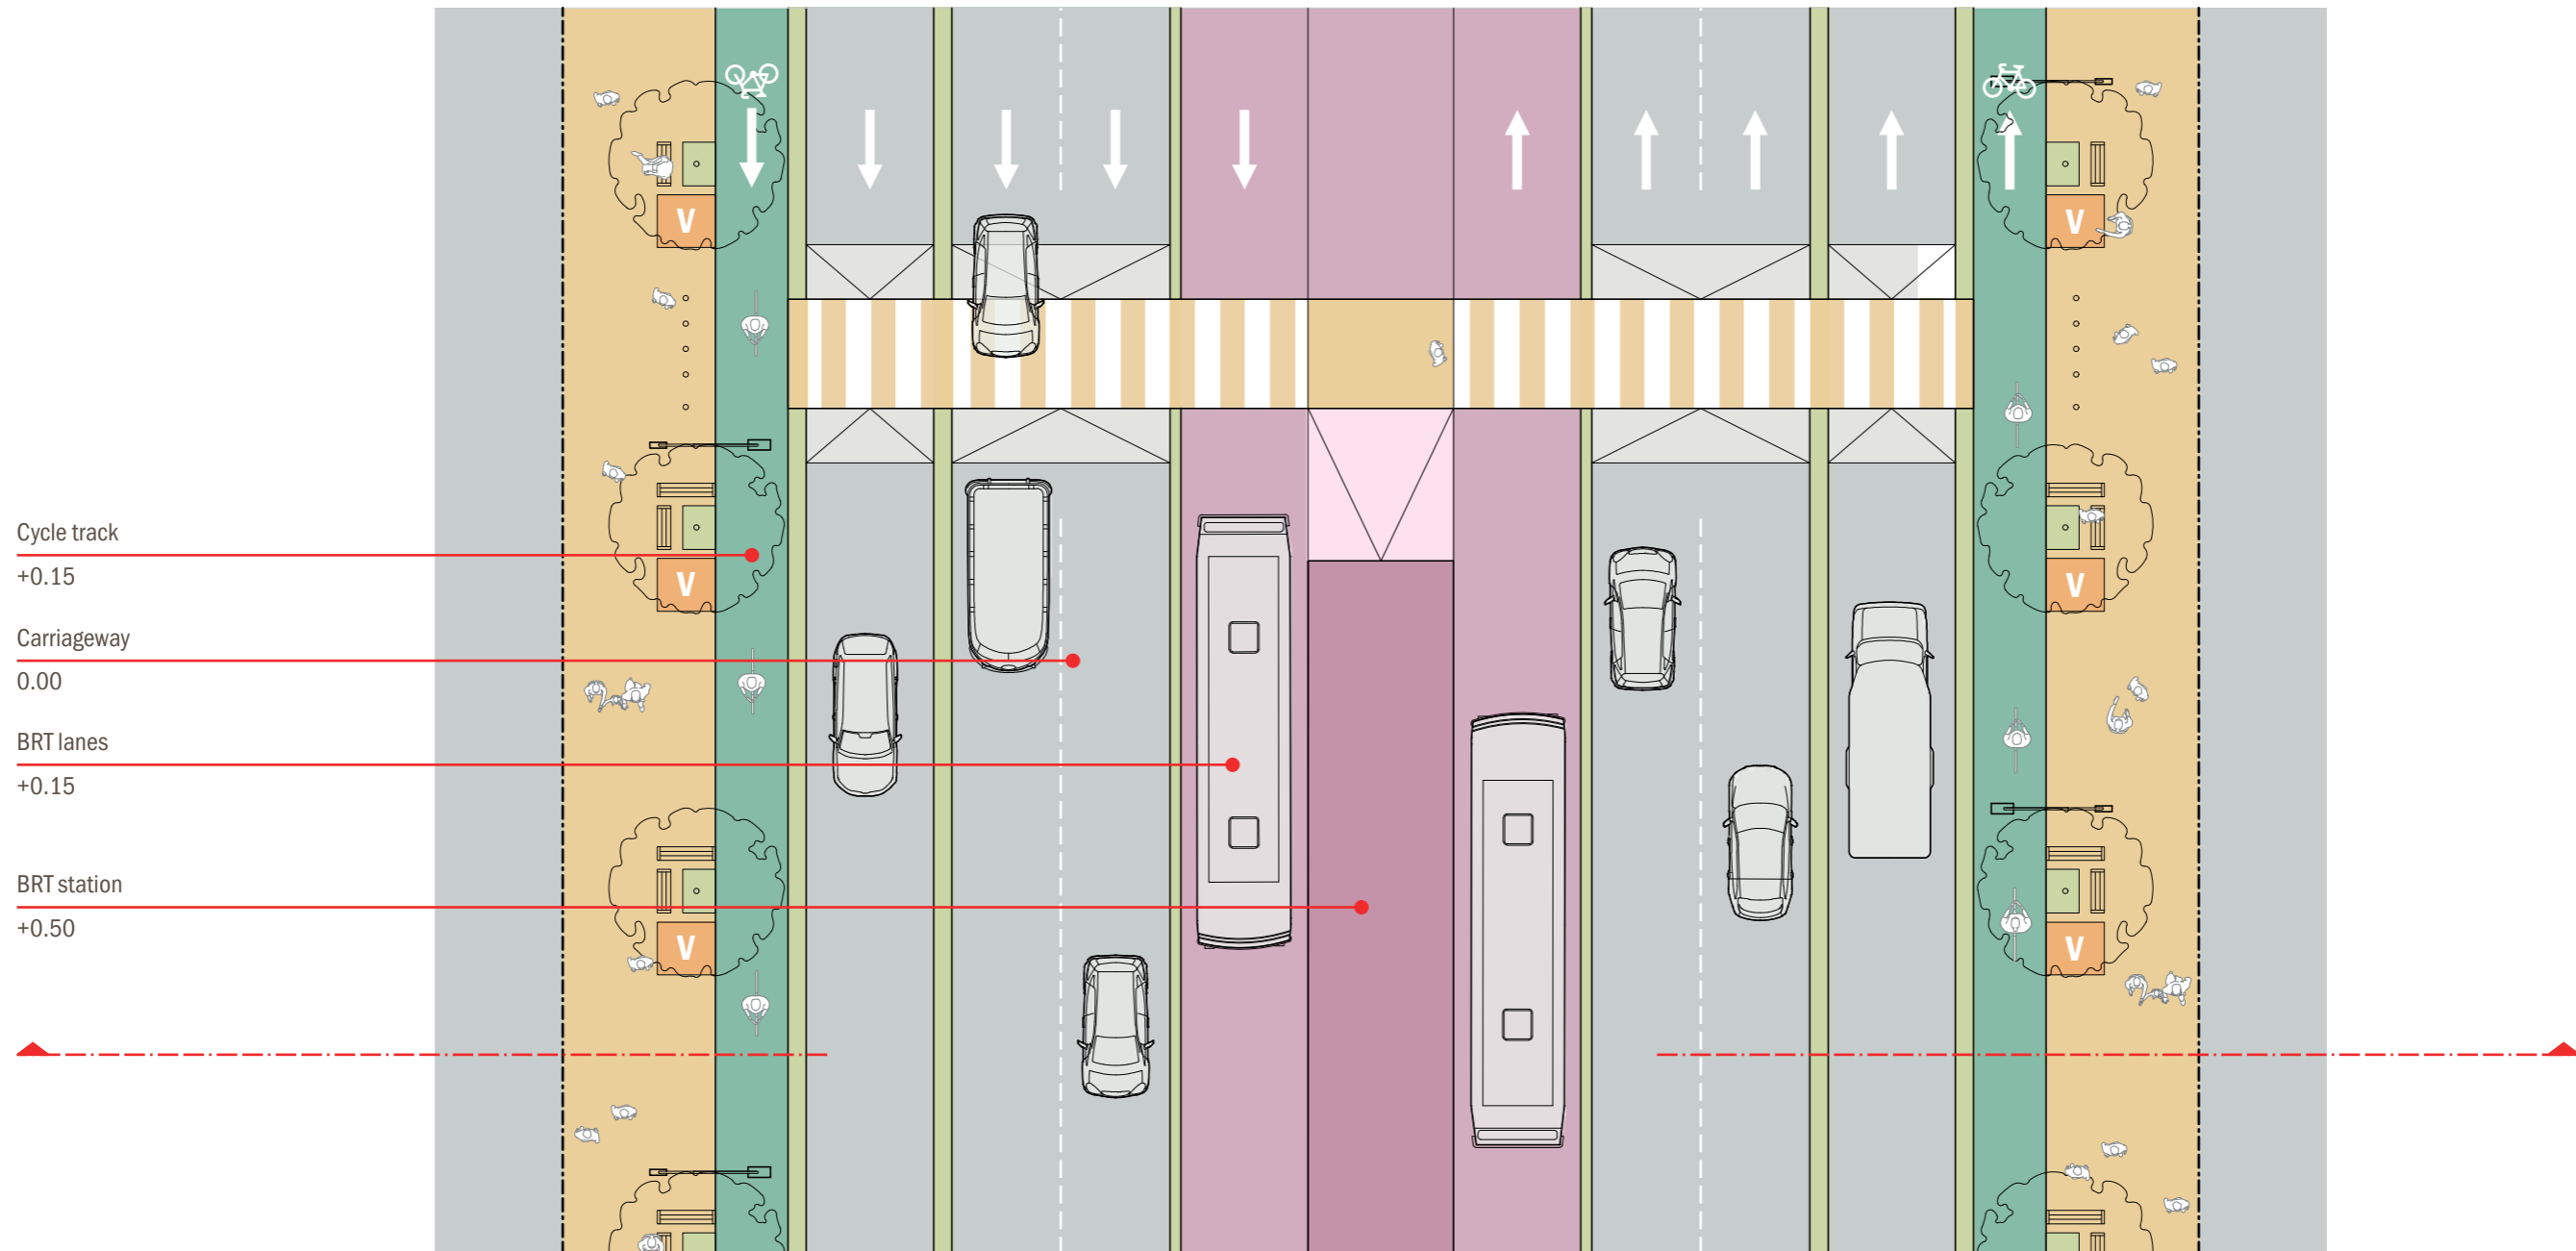 V
V
Cycle track
+0.15
V
V
Carriageway
0.00
BRT lanes
+0.15
BRT station
+0.50
V
V